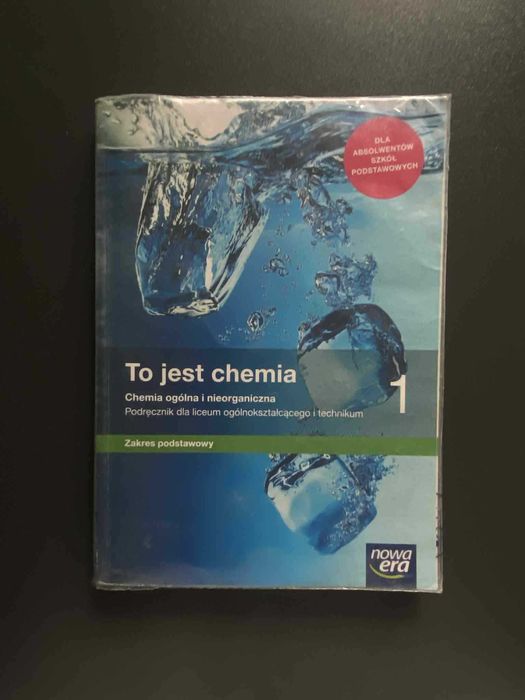 DLA
ABSOLWENTÓW
SZKÓŁ
PODSTAWOWYCH
To jest chemia
1
Chemia ogólna i nieorganiczna
Podręcznik dla liceum ogólnokształcącego i technikum
Zakres podstawowy
nowa
era